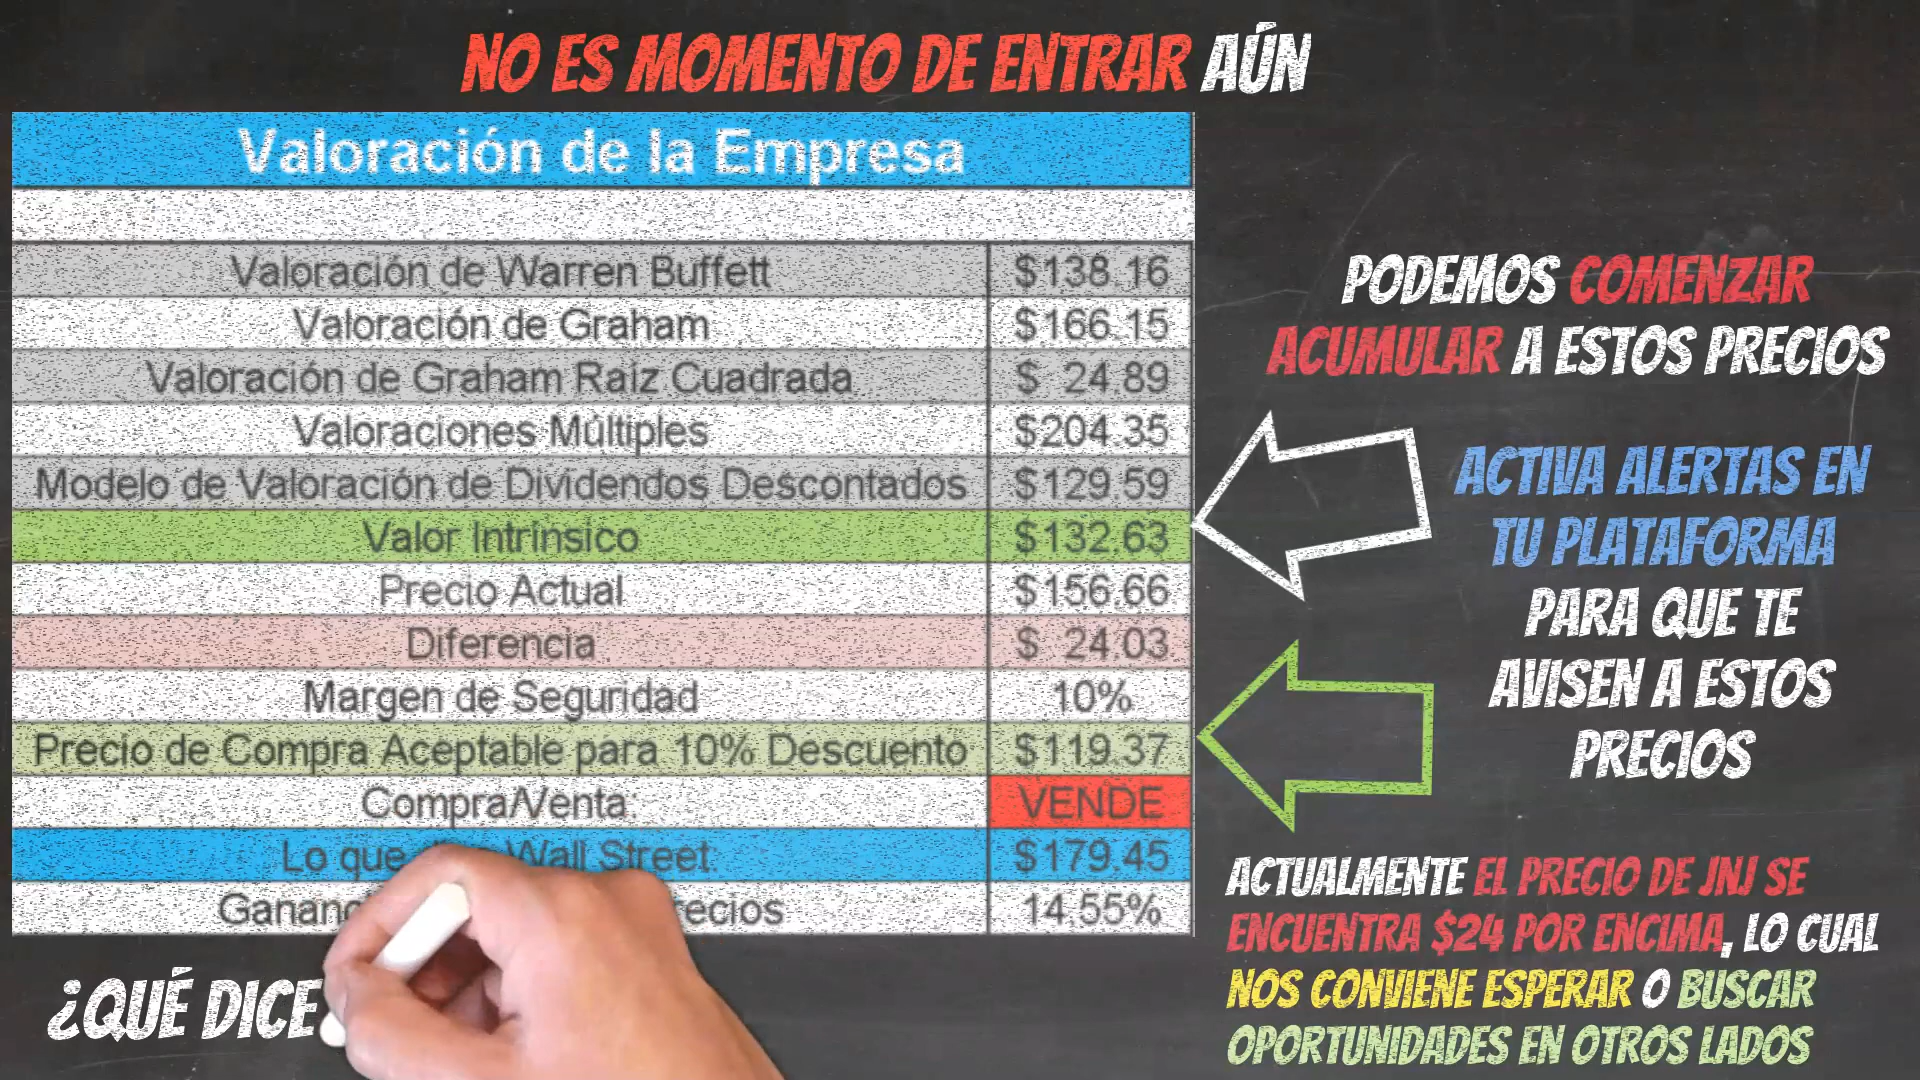 NO ES MOMENTO DE ENTRAR AÚN
Valoración de la Empresa
Valoración de Warren Buffett $138.16
Valoración de Graham $166.15
Valoración de Graham Raíz Cuadrada $ 24.89
Valoraciones Múltiples $204.35
Modelo de Valoración de Dividendos Descontados $129.59
Valor Intrínsico $132.63
Precio Actual $156.66
Diferencia $ 24.03
Margen de Seguridad 10%
Precio de Compra Aceptable para 10% Descuento $119.37
Compra/Venta: VENDE
Lo que Wall Street: $179.45
14.55%
¿QUÉ DICE
PODEMOS COMENZAR
ACUMULAR A ESTOS PRECIOS
ACTIVA ALERTAS EN
TU PLATAFORMA
PARA QUE TE
AVISEN A ESTOS
PRECIOS
ACTUALMENTE EL PRECIO DE JNJ SE
ENCUENTRA $24 POR ENCIMA, LO CUAL
NOS CONVIENE ESPERAR O BUSCAR
OPORTUNIDADES EN OTROS LADOS